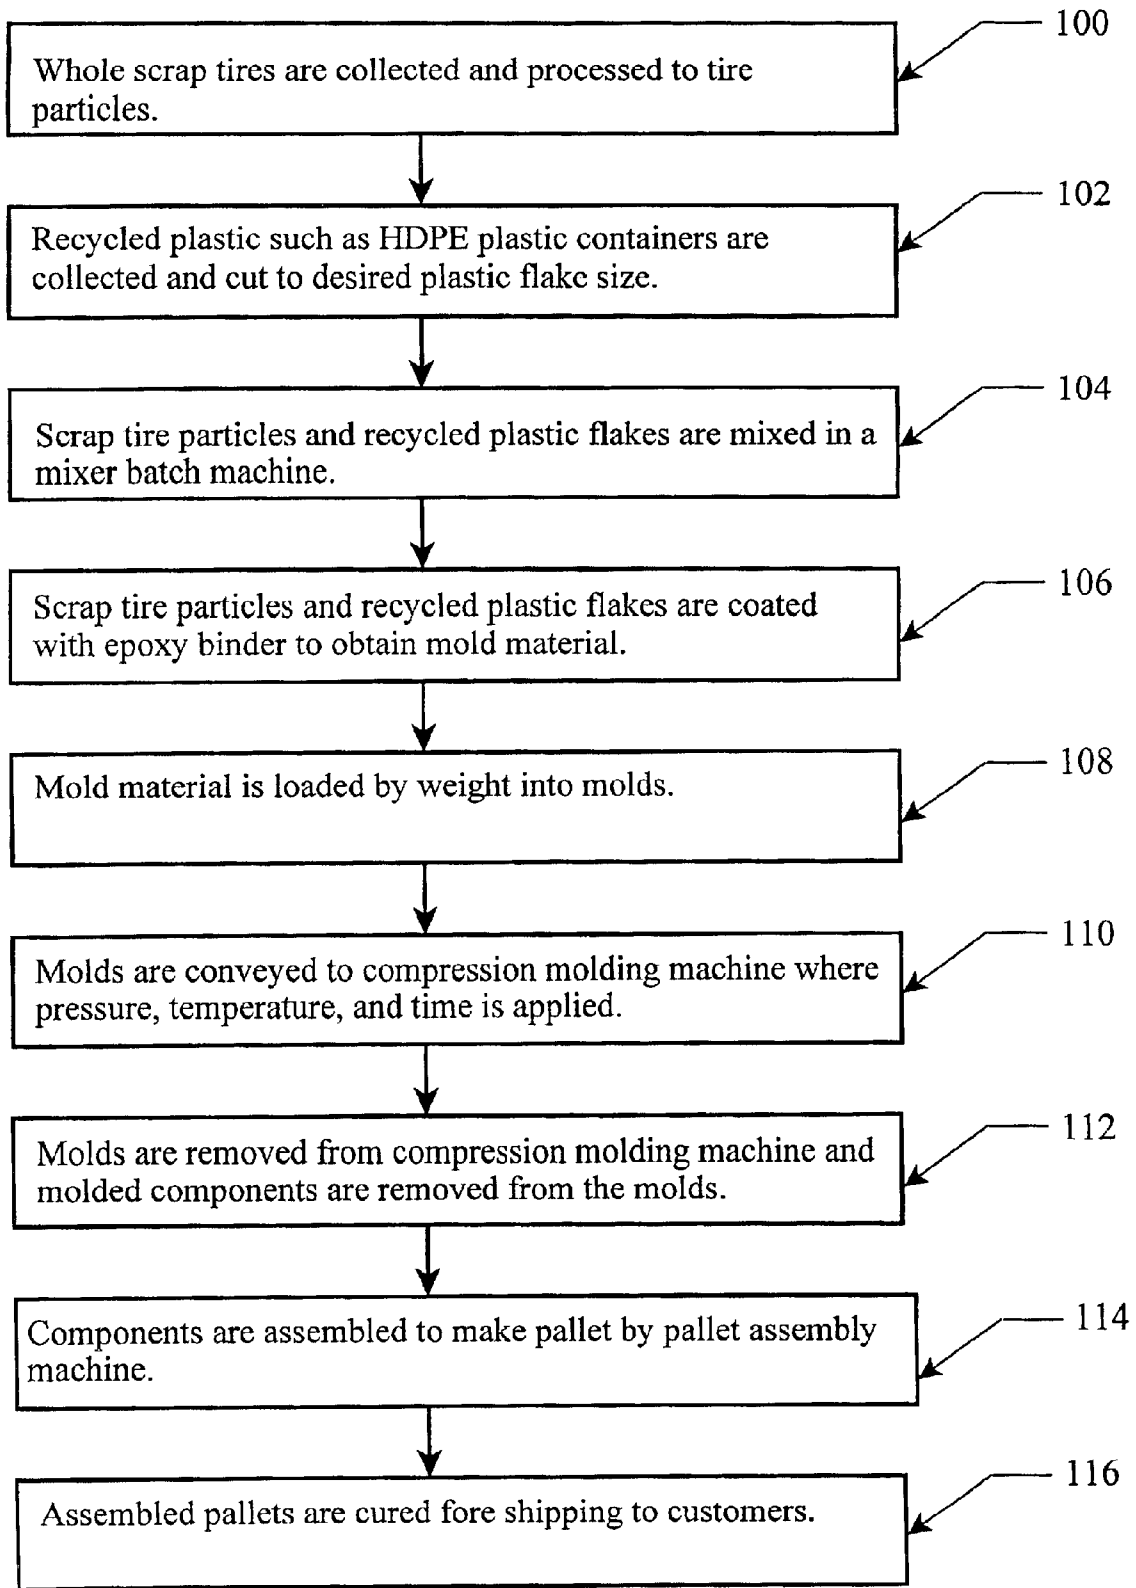 100
Whole scrap tires are collected and processed to tire
particles.
102
Recycled plastic such as HDPE plastic containers are
collected and cut to desired plastic flake size.
104
Scrap tire particles and recycled plastic flakes are mixed in a
mixer batch machine.
106
Scrap tire particles and recycled plastic flakes are coated
with epoxy binder to obtain mold material.
108
Mold material is loaded by weight into molds.
110
Molds are conveyed to compression molding machine where
pressure, temperature, and time is applied.
112
Molds are removed from compression molding machine and
molded components are removed from the molds.
114
Components are assembled to make pallet by pallet assembly
machine.
116
Assembled pallets are cured fore shipping to customers.